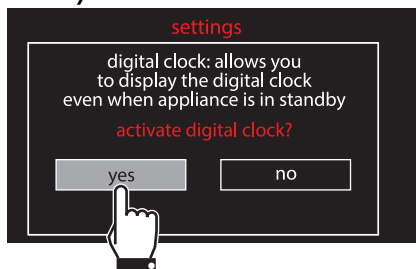 settings
digital clock: allows you
to display the digital clock
even when appliance is in standby
activate digital clock?
yes
no